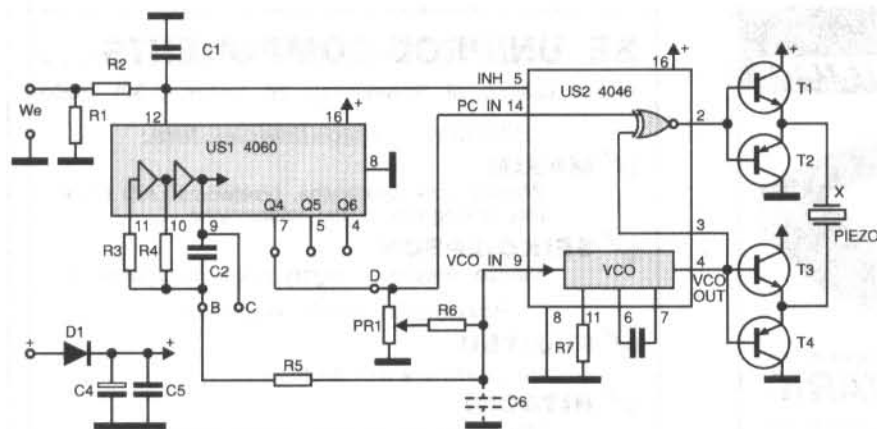 C1
R2
We
R1
12
16 +
US1 4060
8
11 10 9
Q4 Q5 Q6
7 5 4
R3 R4
C2
B C
D
PR1
R6
R5
C6
D1
+ +
C4 C5
INH 5
PC IN 14
16 +
US2 4046
2
3
VCO IN 9
VCO
4
VCO OUT
8 11 6 7
R7
+
T1
T2
X
PIEZO
T3
T4